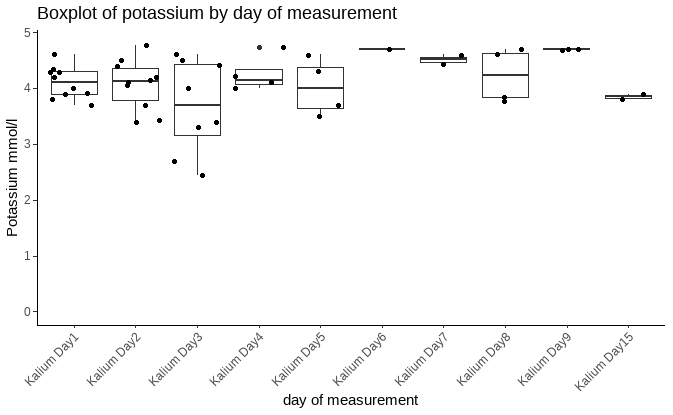 Boxplot of potassium by day of measurement
Potassium mmol/l
5
4
3
2
1
0
Kalium Day1
Kalium Day2
Kalium Day3
Kalium Day4
Kalium Day5
Kalium Day6
Kalium Day7
Kalium Day8
Kalium Day9
Kalium Day15
day of measurement